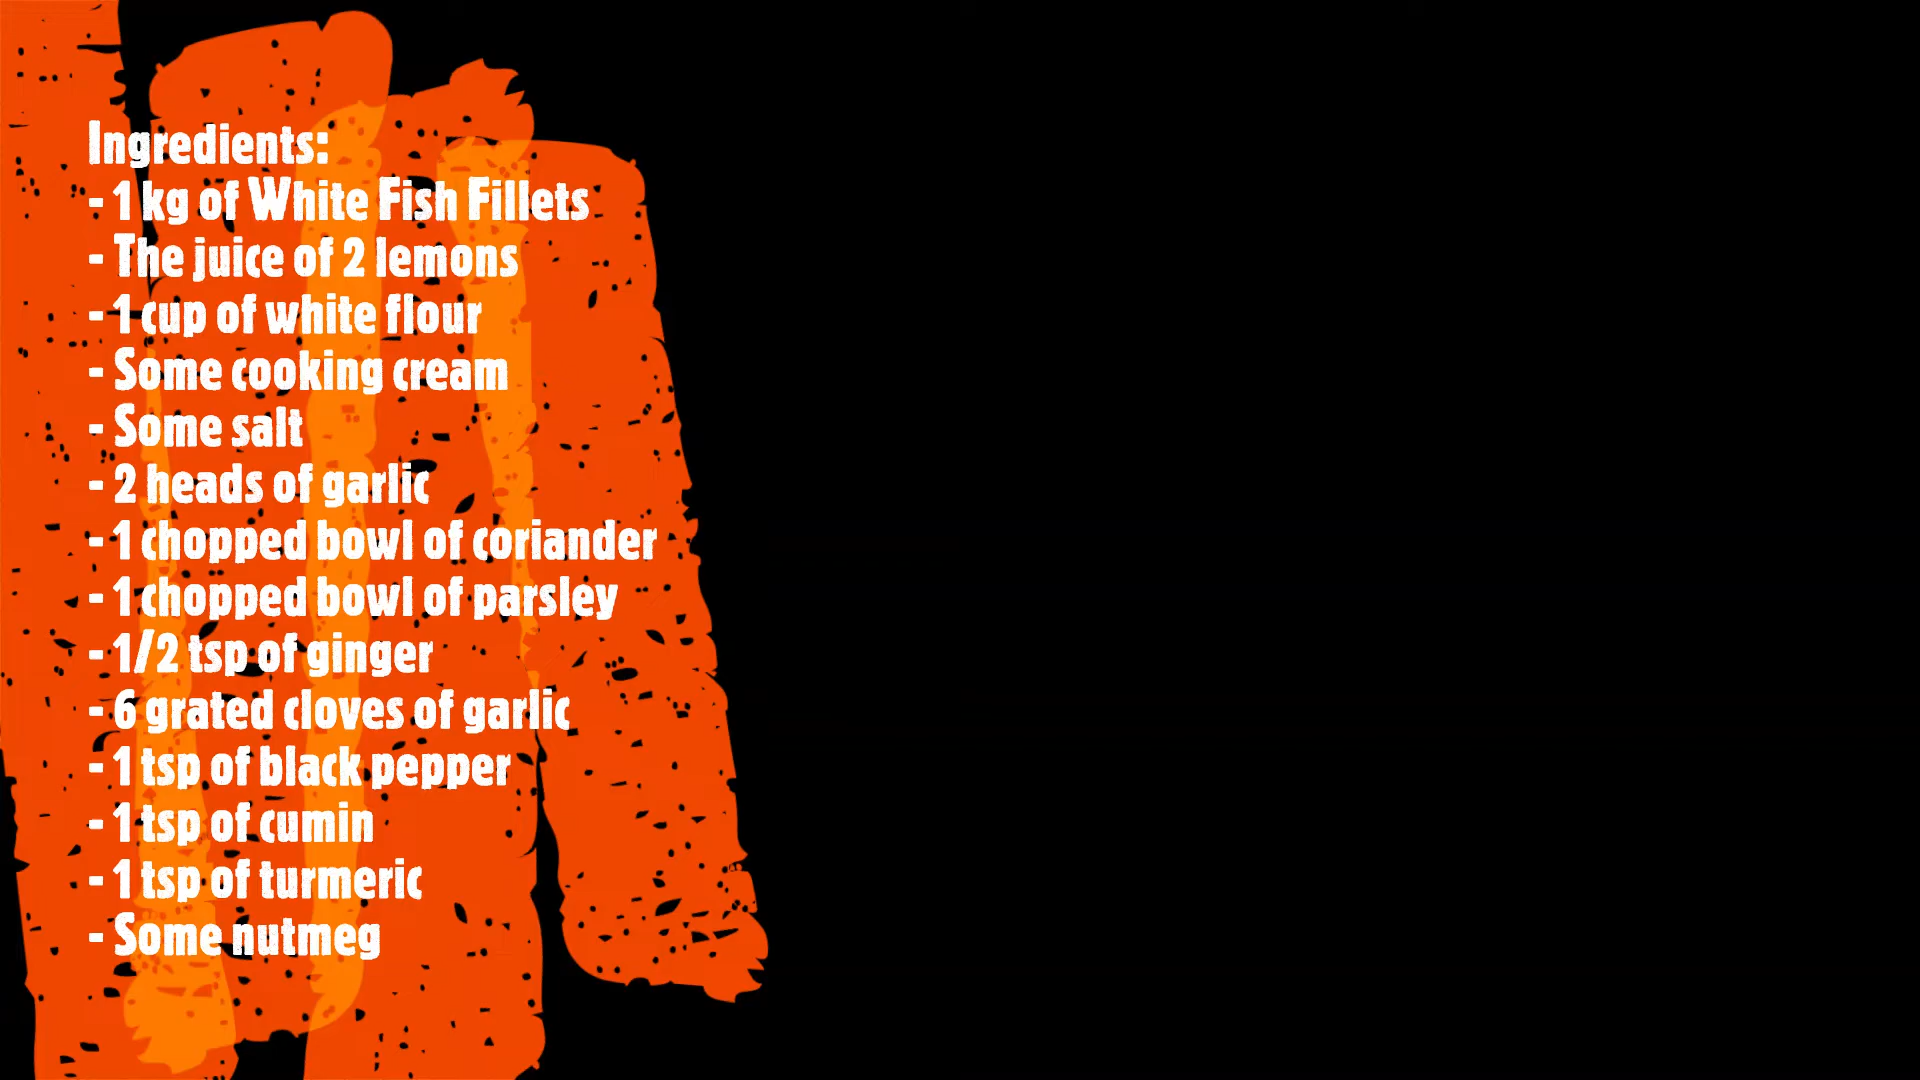 Ingredients:
- 1 kg of White Fish Fillets
- The juice of 2 lemons
- 1 cup of white flour
- Some cooking cream
- Some salt
- 2 heads of garlic
- 1 chopped bowl of coriander
- 1 chopped bowl of parsley
- 1/2 tsp of ginger
- 6 grated cloves of garlic
- 1 tsp of black pepper
- 1 tsp of cumin
- 1 tsp of turmeric
- Some nutmeg